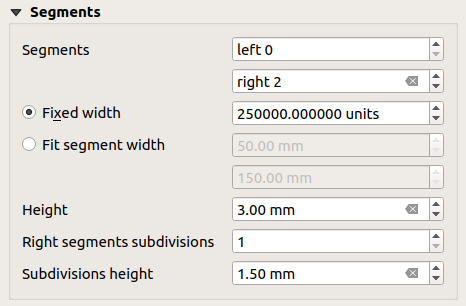 Segments
Segments left 0
right 2
Fixed width 250000.000000 units
Fit segment width 50.00 mm
150.00 mm
Height 3.00 mm
Right segments subdivisions 1
Subdivisions height 1.50 mm